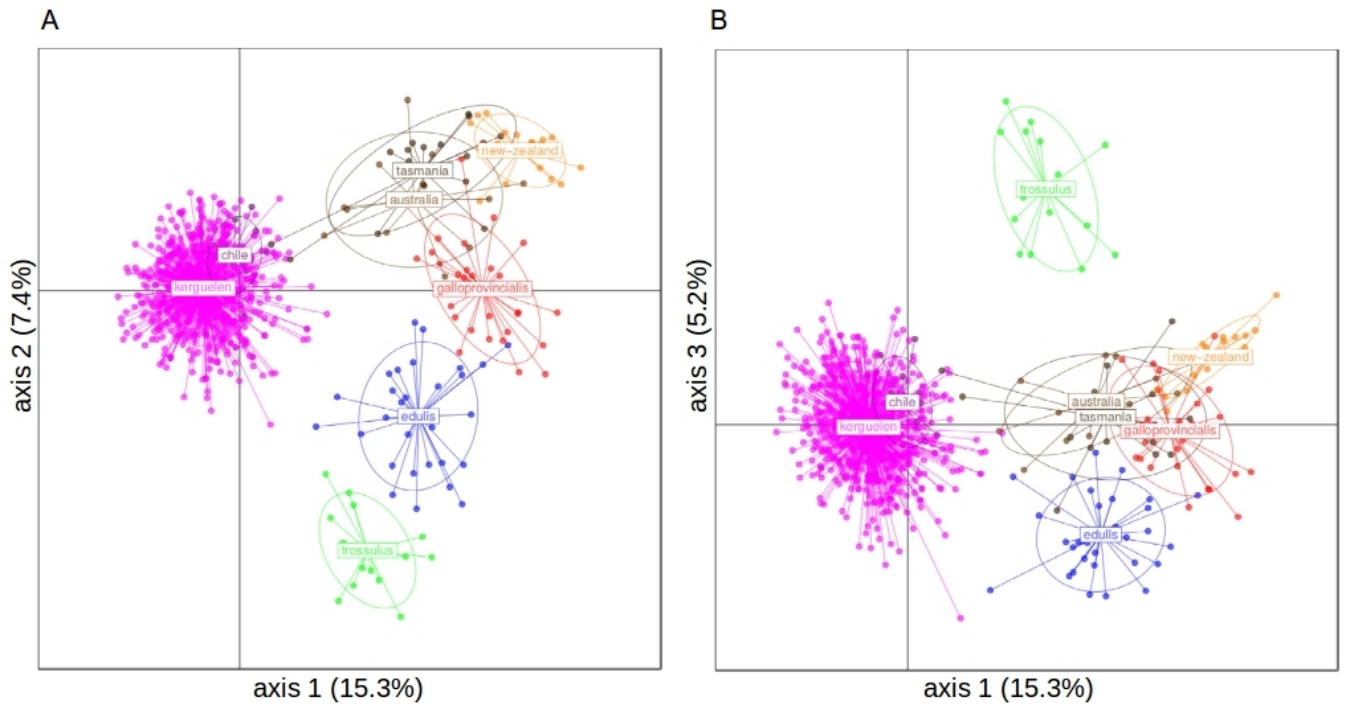 A
B
tasmania
new-zealand
australia
chile
kerguelen
galloprovincialis
edulis
trossulus
axis 2 (7.4%)
axis 1 (15.3%)
trossulus
new-zealand
australia
chile
tasmania
kerguelen
galloprovincialis
edulis
axis 3 (5.2%)
axis 1 (15.3%)